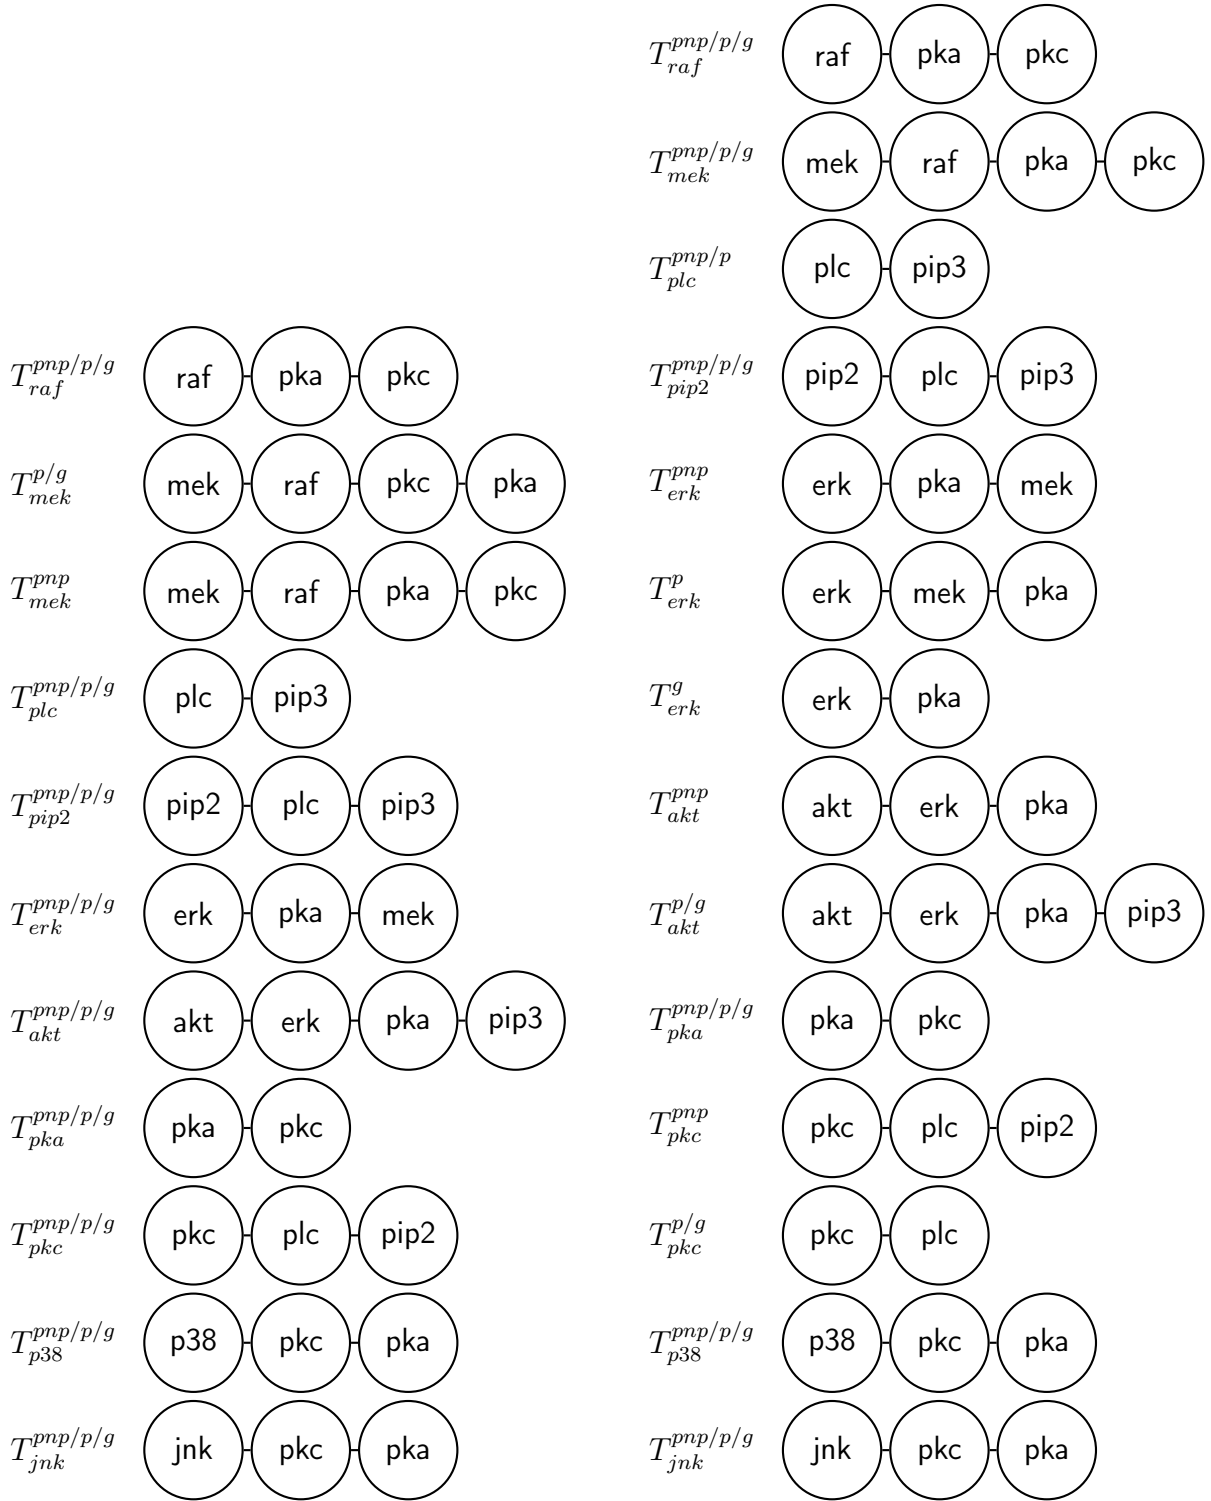 T_{raf}^{pnp/p/g} raf pka pkc
T_{mek}^{p/g} mek raf pkc pka
T_{mek}^{pnp} mek raf pka pkc
T_{plc}^{pnp/p/g} plc pip3
T_{pip2}^{pnp/p/g} pip2 plc pip3
T_{erk}^{pnp/p/g} erk pka mek
T_{akt}^{pnp/p/g} akt erk pka pip3
T_{pka}^{pnp/p/g} pka pkc
T_{pkc}^{pnp/p/g} pkc plc pip2
T_{p38}^{pnp/p/g} p38 pkc pka
T_{jnk}^{pnp/p/g} jnk pkc pka
T_{raf}^{pnp/p/g} raf pka pkc
T_{mek}^{pnp/p/g} mek raf pka pkc
T_{plc}^{pnp/p} plc pip3
T_{pip2}^{pnp/p/g} pip2 plc pip3
T_{erk}^{pnp} erk pka mek
T_{erk}^{p} erk mek pka
T_{erk}^{g} erk pka
T_{akt}^{pnp} akt erk pka
T_{akt}^{p/g} akt erk pka pip3
T_{pka}^{pnp/p/g} pka pkc
T_{pkc}^{pnp} pkc plc pip2
T_{pkc}^{p/g} pkc plc
T_{p38}^{pnp/p/g} p38 pkc pka
T_{jnk}^{pnp/p/g} jnk pkc pka